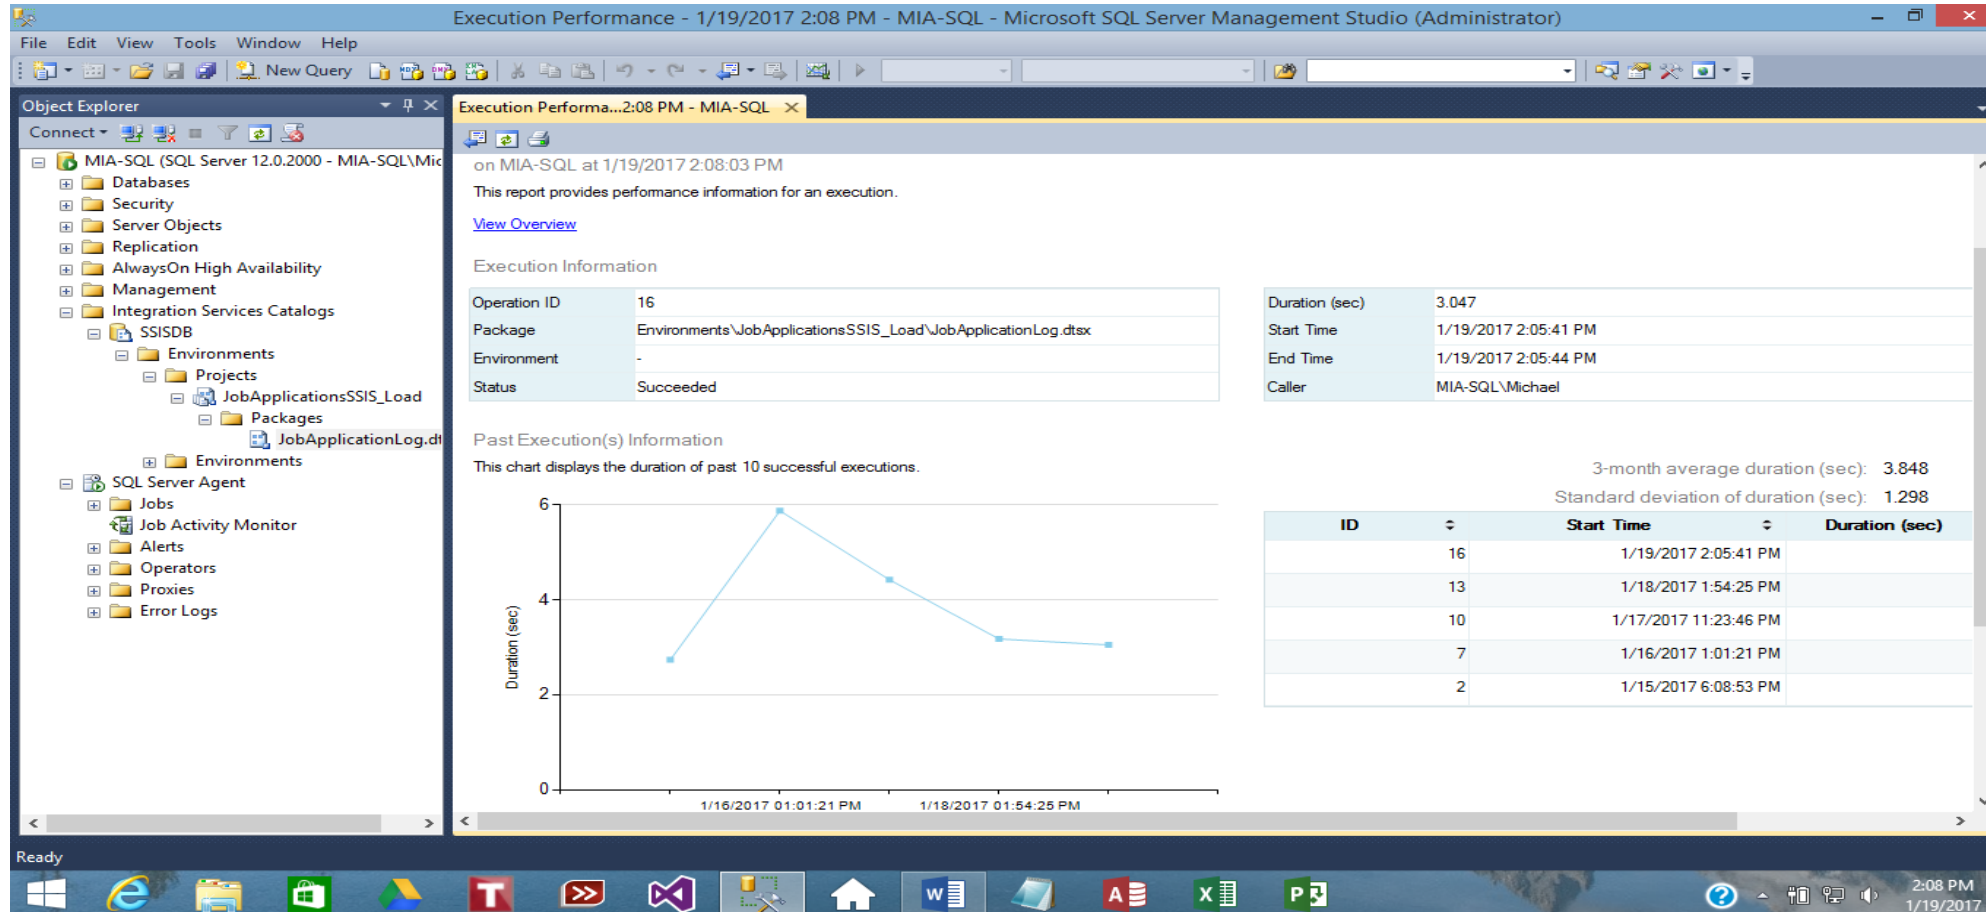 Execution Performance - 1/19/2017 2:08 PM - MIA-SQL - Microsoft SQL Server Management Studio (Administrator)
File Edit View Tools Window Help
New Query
Object Explorer
Execution Performa...2:08 PM - MIA-SQL
Connect
MIA-SQL (SQL Server 12.0.2000 - MIA-SQL\Mic
Databases
Security
Server Objects
Replication
AlwaysOn High Availability
Management
Integration Services Catalogs
SSISDB
Environments
Projects
JobApplicationsSSIS_Load
Packages
JobApplicationLog.dt
Environments
SQL Server Agent
Jobs
Job Activity Monitor
Alerts
Operators
Proxies
Error Logs
on MIA-SQL at 1/19/2017 2:08:03 PM
This report provides performance information for an execution.
View Overview
Execution Information
Operation ID 16
Package Environments\JobApplicationsSSIS_Load\JobApplicationLog.dtsx
Environment -
Status Succeeded
Duration (sec) 3.047
Start Time 1/19/2017 2:05:41 PM
End Time 1/19/2017 2:05:44 PM
Caller MIA-SQL\Michael
Past Execution(s) Information
This chart displays the duration of past 10 successful executions.
6
4
2
0
Duration (sec)
1/16/2017 01:01:21 PM 1/18/2017 01:54:25 PM
3-month average duration (sec): 3.848
Standard deviation of duration (sec): 1.298
ID Start Time Duration (sec)
16 1/19/2017 2:05:41 PM
13 1/18/2017 1:54:25 PM
10 1/17/2017 11:23:46 PM
7 1/16/2017 1:01:21 PM
2 1/15/2017 6:08:53 PM
Ready
2:08 PM
1/19/2017